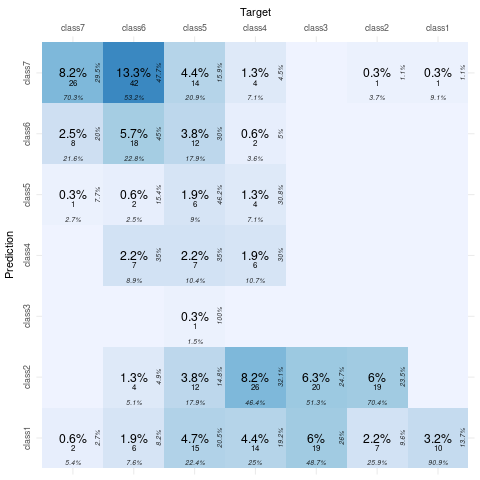 Target
class7 class6 class5 class4 class3 class2 class1
Prediction
class7
8.2% 13.3% 4.4% 1.3% 0.3% 0.3%
26 42 14 4 1 1
29.5% 47.7% 15.9% 4.5% 1.1% 1.1%
70.3% 53.2% 20.9% 7.1% 3.7% 9.1%
class6
2.5% 5.7% 3.8% 0.6%
8 18 12 2
20% 45% 30% 5%
21.6% 22.8% 17.9% 3.6%
class5
0.3% 0.6% 1.9% 1.3%
1 2 6 4
7.7% 15.4% 46.2% 30.8%
2.7% 2.5% 9% 7.1%
class4
2.2% 2.2% 1.9%
7 7 6
35% 35% 30%
8.9% 10.4% 10.7%
class3
0.3%
1
100%
1.5%
class2
1.3% 3.8% 8.2% 6.3% 6%
4 12 26 20 19
4.9% 14.8% 32.1% 24.7% 23.5%
5.1% 17.9% 46.4% 51.3% 70.4%
class1
0.6% 1.9% 4.7% 4.4% 6% 2.2% 3.2%
2 6 15 14 19 7 10
2.7% 8.2% 20.5% 19.2% 26% 9.6% 13.7%
5.4% 7.6% 22.4% 25% 48.7% 25.9% 90.9%